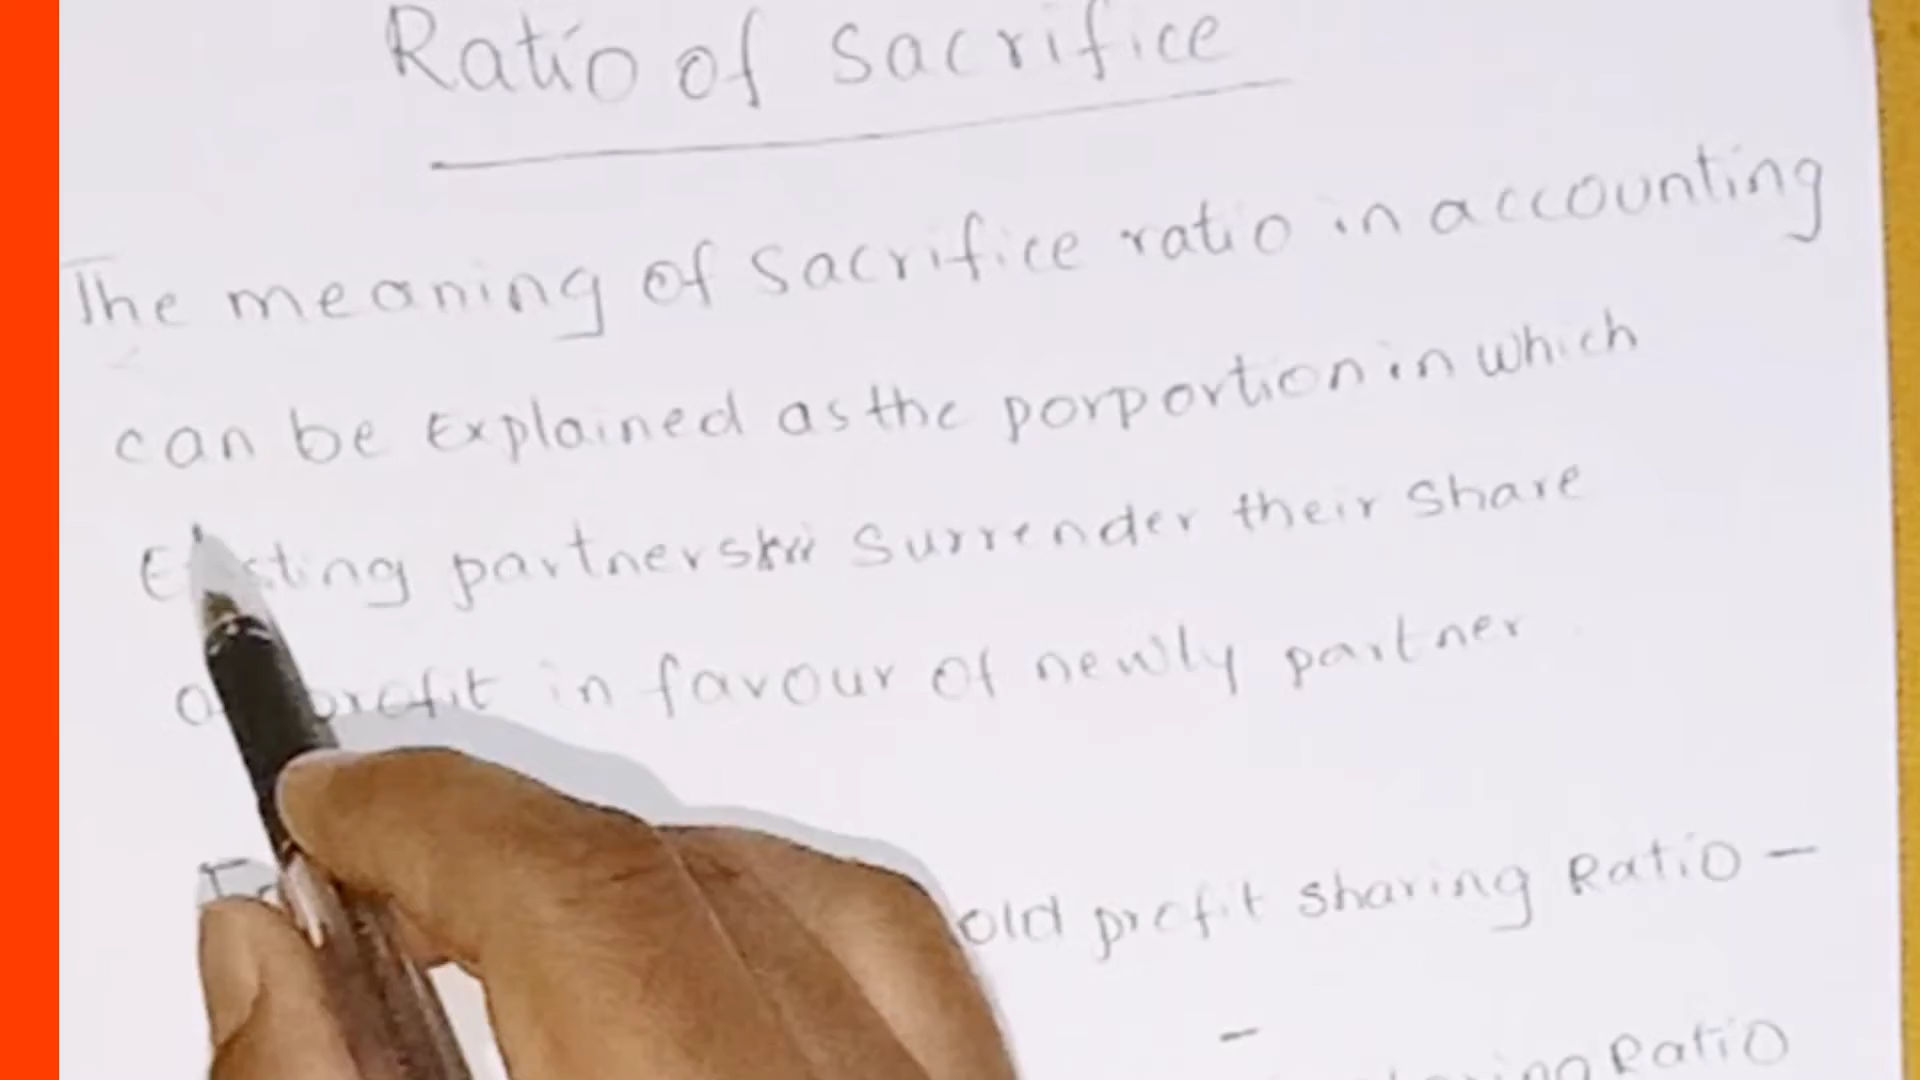 Ratio of Sacrifice
The meaning of Sacrifice ratio in accounting
can be Explained as the porportion in which
partners Surrender their Share
profit in favour of newly partner
old profit sharing Ratio –
– Ratio